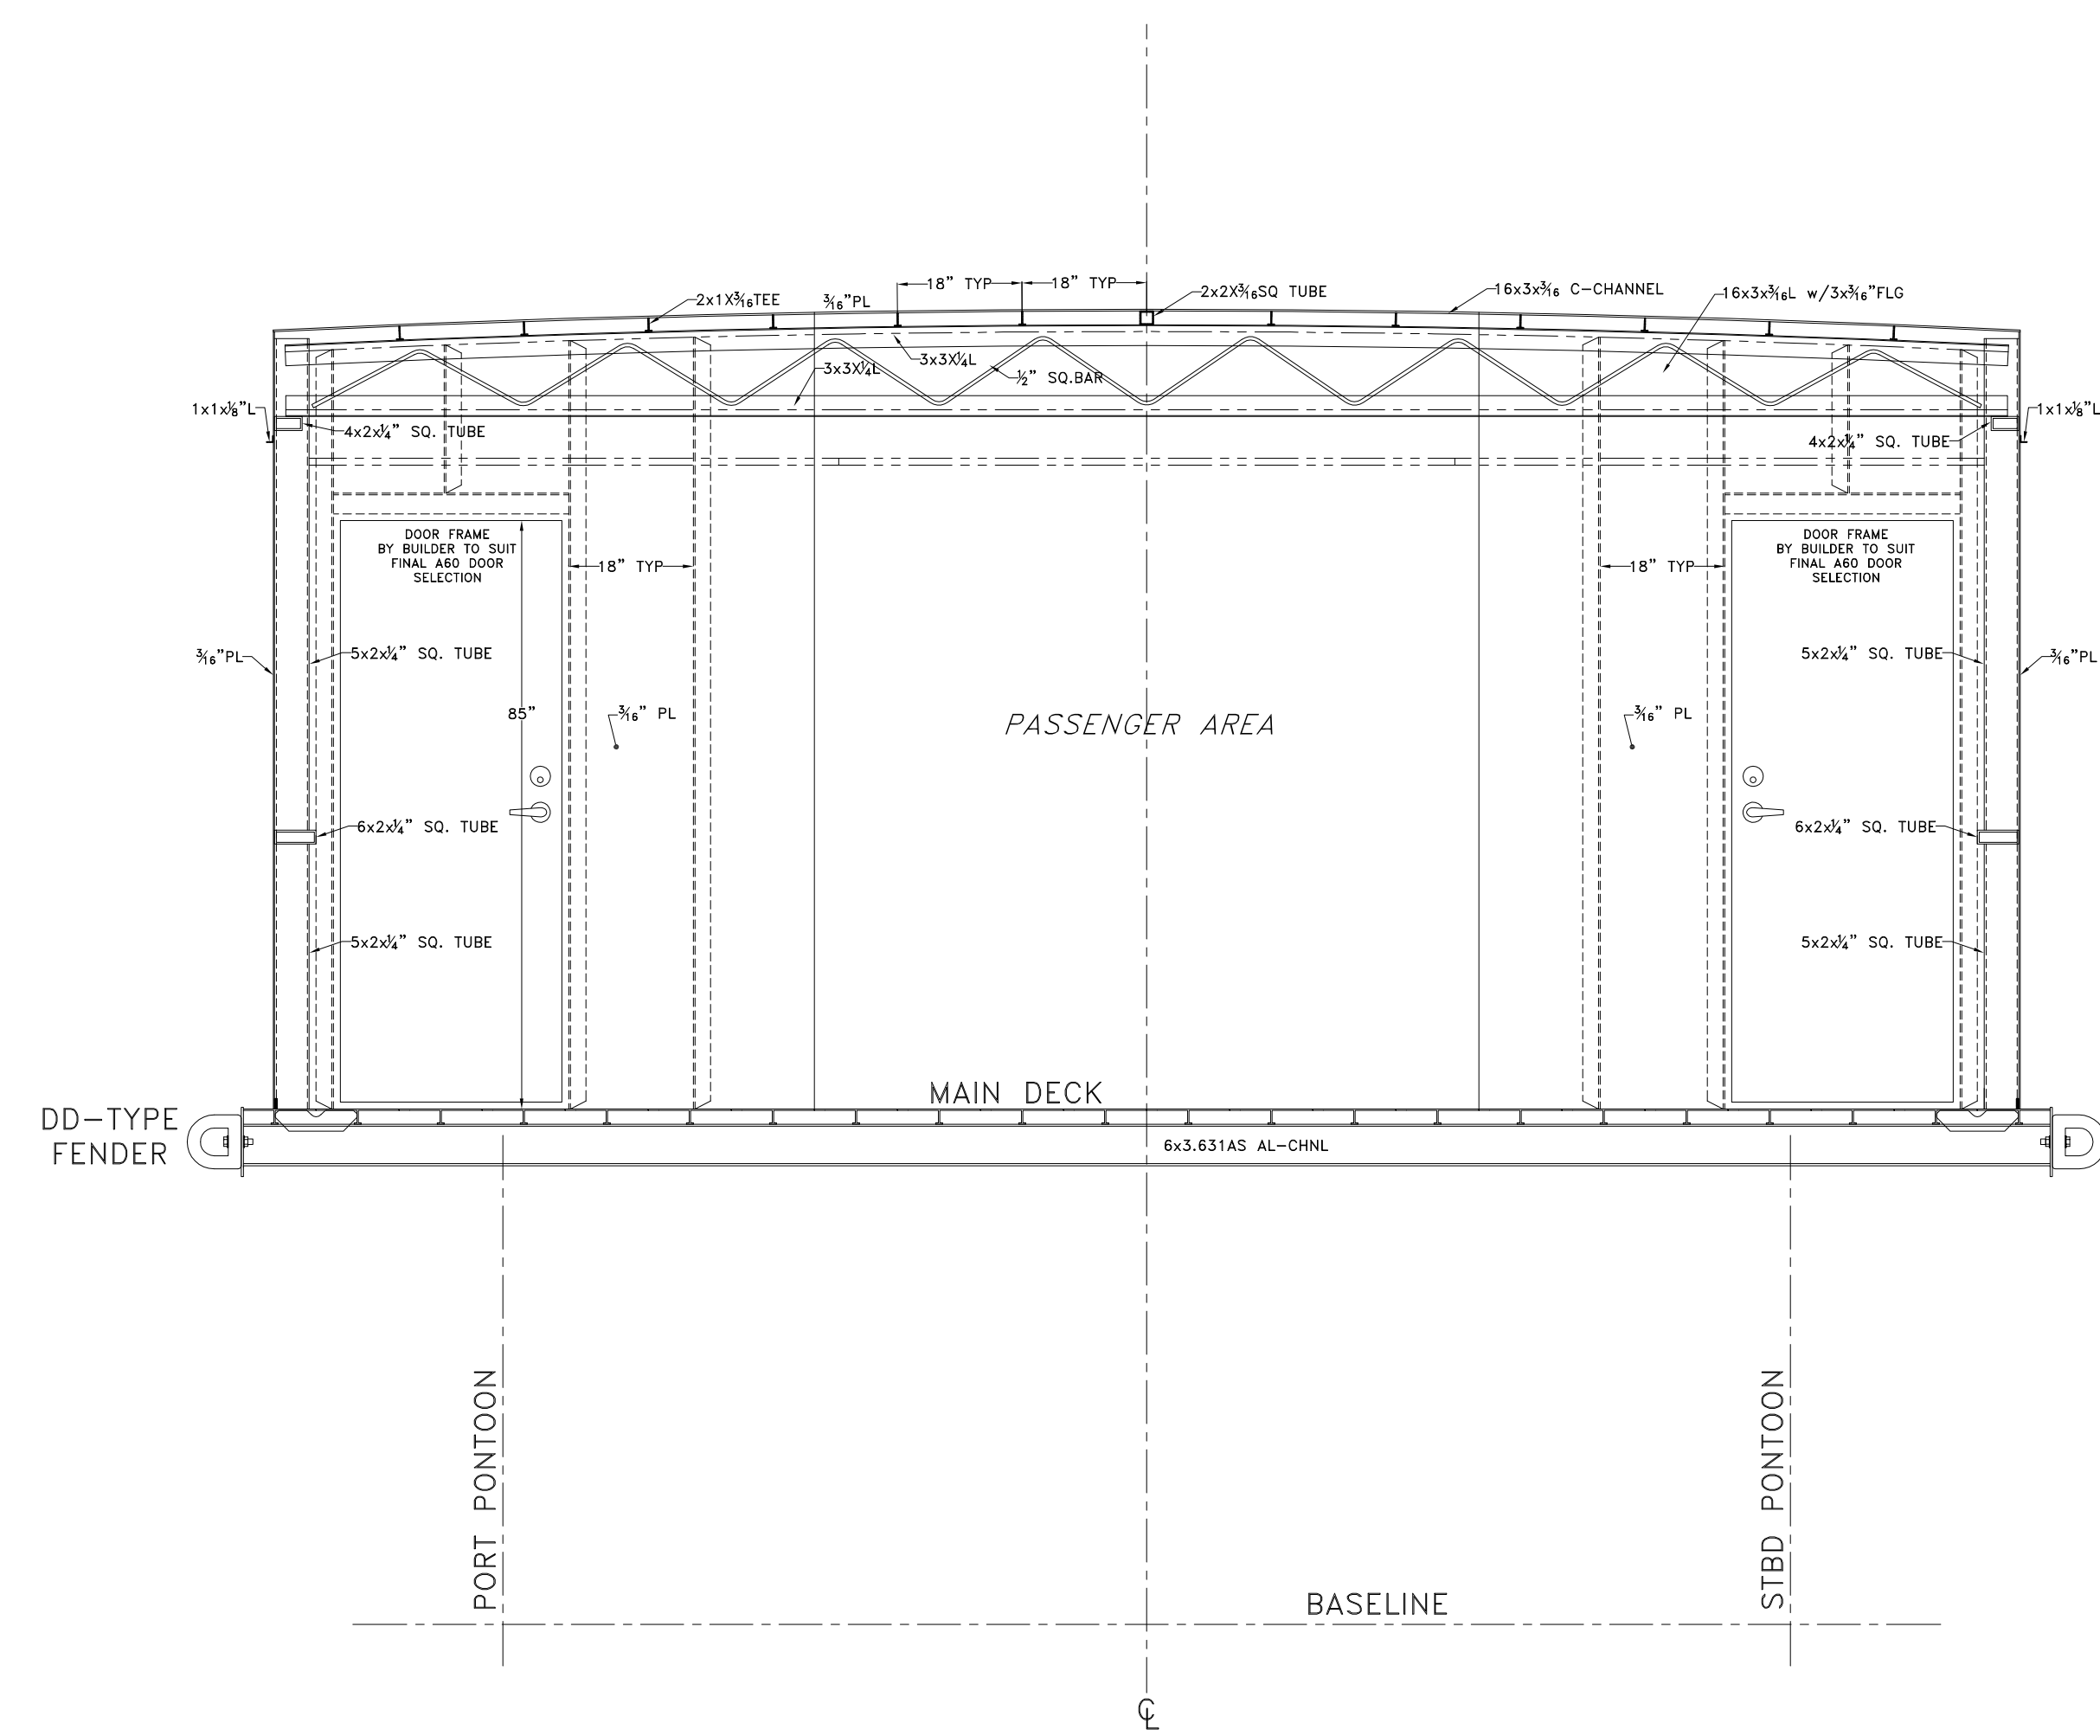 18" TYP
18" TYP
2x1X3/16TEE
3/16"PL
2x2X3/16SQ TUBE
16x3x3/16 C-CHANNEL
16x3x3/16L w/3x3/16"FLG
3x3X1/4L
3x3X1/4L
1/2" SQ.BAR
1x1x1/8"L
1x1x1/8"L
4x2x1/4" SQ. TUBE
4x2x1/4" SQ. TUBE
DOOR FRAME
BY BUILDER TO SUIT
FINAL A60 DOOR
SELECTION
DOOR FRAME
BY BUILDER TO SUIT
FINAL A60 DOOR
SELECTION
18" TYP
18" TYP
3/16"PL
5x2x1/4" SQ. TUBE
5x2x1/4" SQ. TUBE
3/16"PL
85"
3/16" PL
PASSENGER AREA
3/16" PL
6x2x1/4" SQ. TUBE
6x2x1/4" SQ. TUBE
5x2x1/4" SQ. TUBE
5x2x1/4" SQ. TUBE
MAIN DECK
DD-TYPE
FENDER
6x3.631AS AL-CHNL
PORT PONTOON
STBD PONTOON
BASELINE
℄